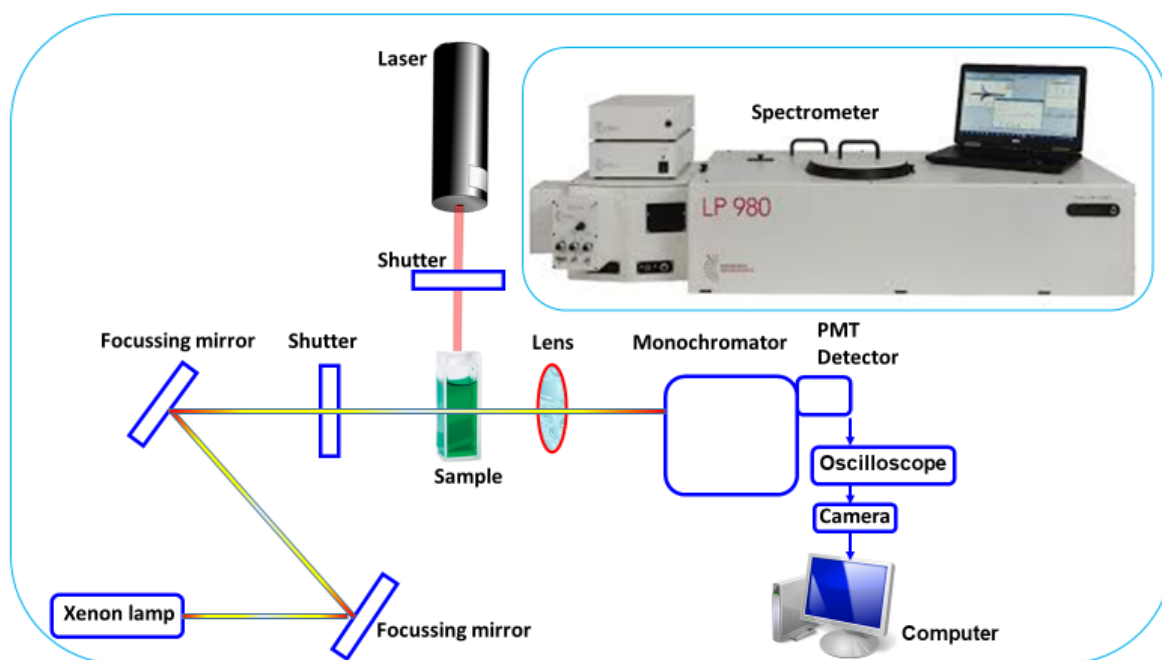 Laser
Spectrometer
LP 980
Shutter
Focussing mirror
Shutter
Lens
Monochromator
PMT
Detector
Sample
Oscilloscope
Camera
Xenon lamp
Focussing mirror
Computer